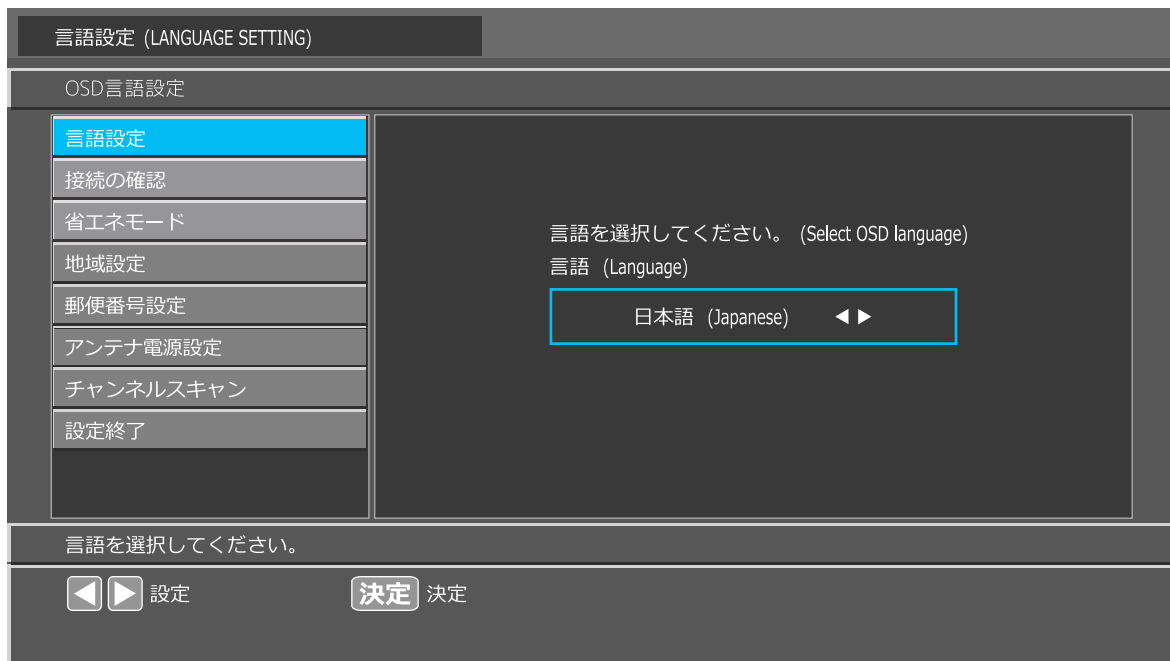 言語設定 (LANGUAGE SETTING)
OSD言語設定
言語設定
接続の確認
省エネモード
地域設定
郵便番号設定
アンテナ電源設定
チャンネルスキャン
設定終了
言語を選択してください。 (Select OSD language)
言語 (Language)
日本語 (Japanese) ◀ ▶
言語を選択してください。
◀ ▶ 設定 決定 決定